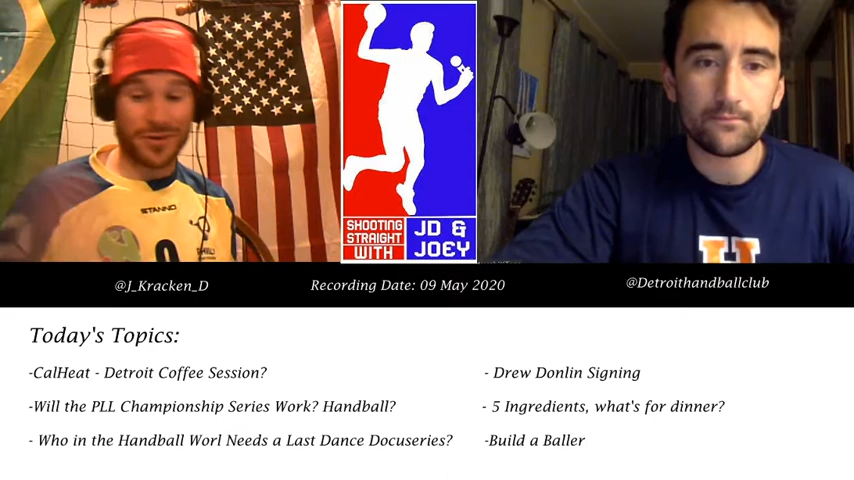 STANNO
SHOOTING
STRAIGHT
WITH
JD &
JOEY
@J_Kracken_D
Recording Date: 09 May 2020
@Detroithandballclub
Today's Topics:
-CalHeat - Detroit Coffee Session?
-Will the PLL Championship Series Work? Handball?
- Who in the Handball Worl Needs a Last Dance Docuseries?
- Drew Donlin Signing
- 5 Ingredients, what's for dinner?
-Build a Baller